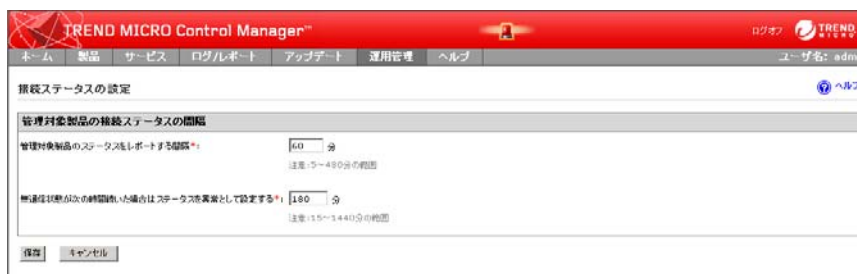 TREND MICRO Control Manager™
ログオフ
TREND MICRO
ホーム 製品 サービス ログ/レポート アップデート 運用管理 ヘルプ
ユーザ名: adm
接続ステータスの設定
ヘルプ
管理対象製品の接続ステータスの間隔
管理対象製品のステータスをレポートする間隔*: 60 分
注意:5~480分の範囲
無通信状態が次の時間続いた場合はステータスを異常として設定する*: 180 分
注意:15~1440分の範囲
保存 キャンセル